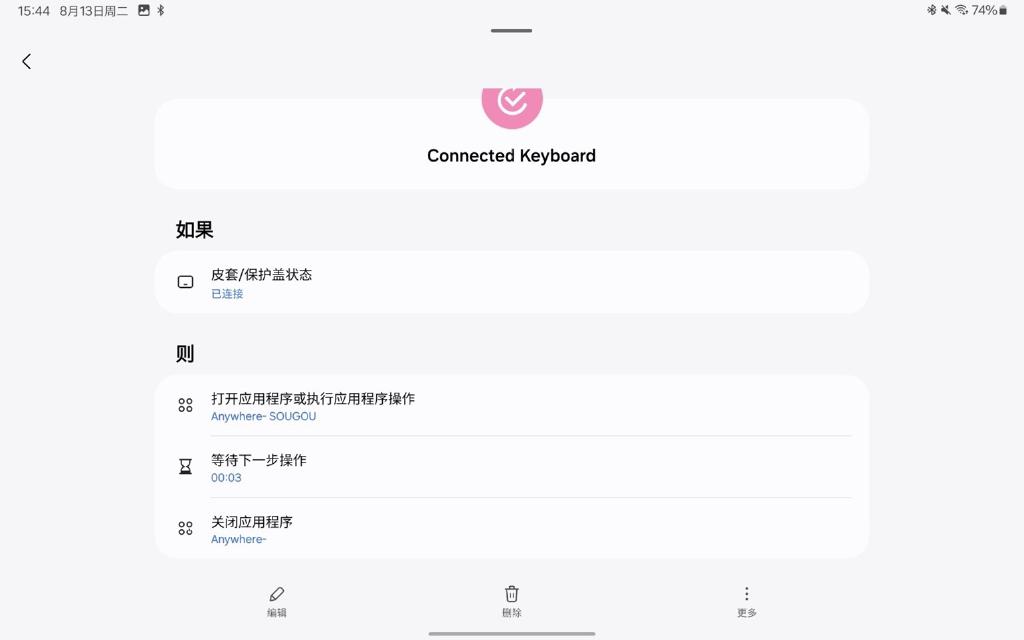 15:44 8月13日周二
74%
Connected Keyboard
如果
皮套/保护盖状态
已连接
则
打开应用程序或执行应用程序操作
Anywhere- SOUGOU
等待下一步操作
00:03
关闭应用程序
Anywhere-
编辑
删除
更多